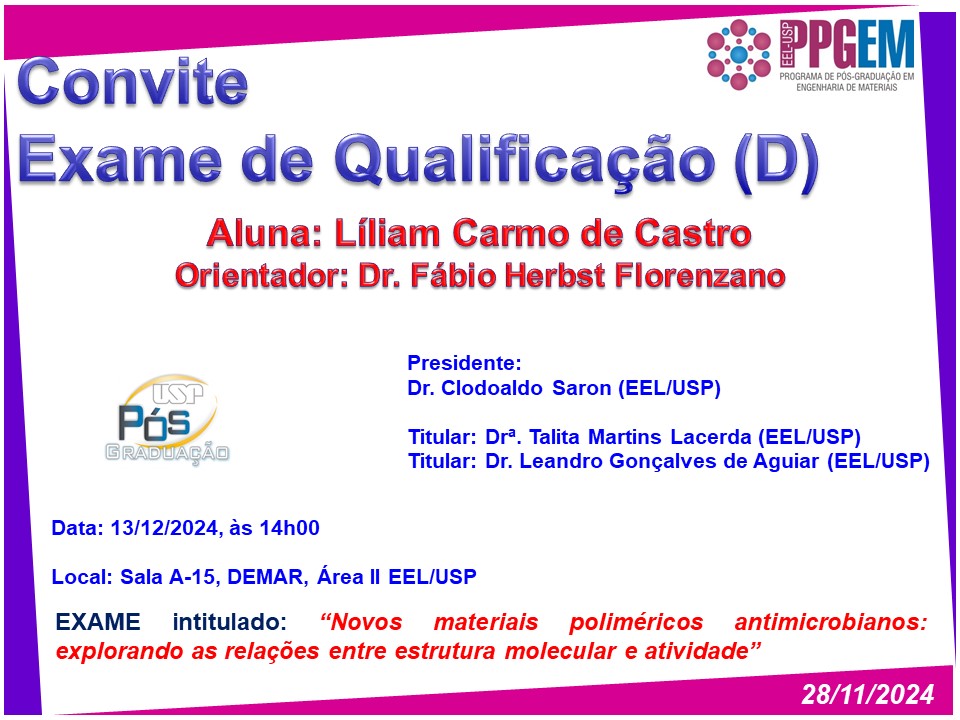 EEL-USP
PPGEM
PROGRAMA DE PÓS-GRADUAÇÃO EM
ENGENHARIA DE MATERIAIS
Convite
Exame de Qualificação (D)
Aluna: Líliam Carmo de Castro
Orientador: Dr. Fábio Herbst Florenzano
Presidente:
Dr. Clodoaldo Saron (EEL/USP)
Titular: Drª. Talita Martins Lacerda (EEL/USP)
Titular: Dr. Leandro Gonçalves de Aguiar (EEL/USP)
USP
PÓS
GRADUAÇÃO
Data: 13/12/2024, às 14h00
Local: Sala A-15, DEMAR, Área II EEL/USP
EXAME intitulado: “Novos materiais poliméricos antimicrobianos:
explorando as relações entre estrutura molecular e atividade”
28/11/2024